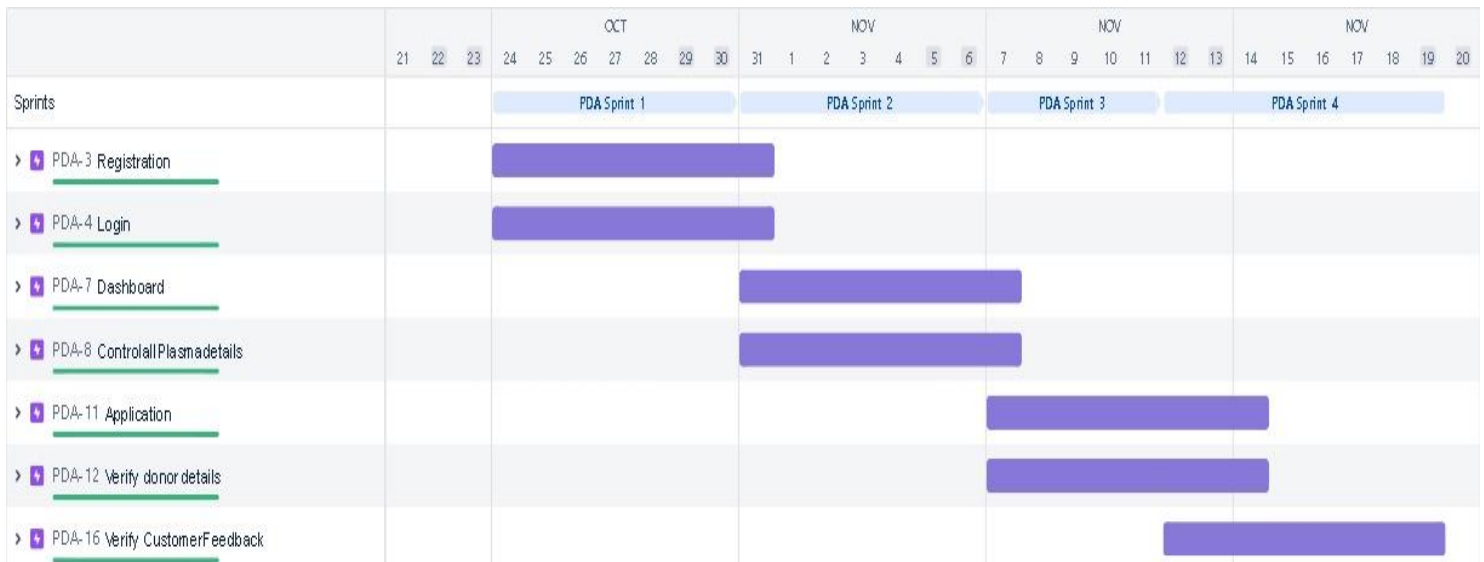 OCT NOV NOV NOV
21 22 23 24 25 26 27 28 29 30 31 1 2 3 4 5 6 7 8 9 10 11 12 13 14 15 16 17 18 19 20
Sprints PDA Sprint 1 PDA Sprint 2 PDA Sprint 3 PDA Sprint 4
PDA-3 Registration
PDA-4 Login
PDA-7 Dashboard
PDA-8 ControlallPlasmadetails
PDA-11 Application
PDA-12 Verify donor details
PDA-16 Verify CustomerFeedback